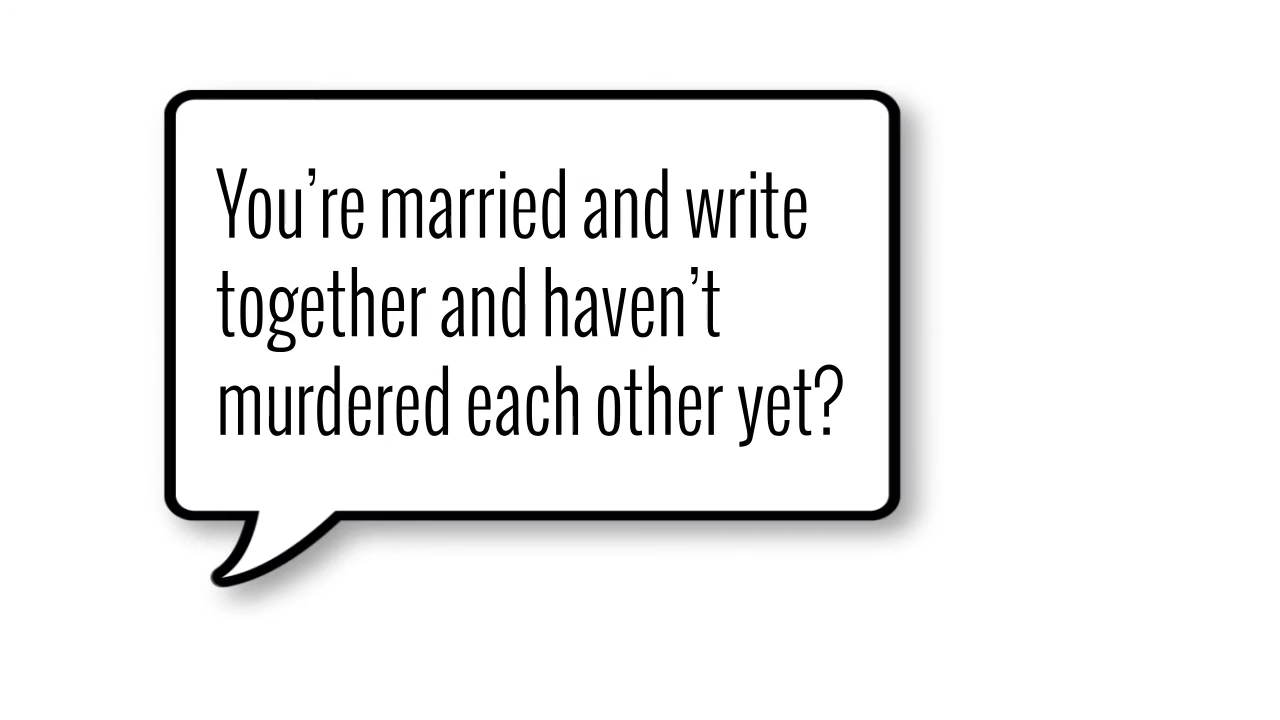 You’re married and write
together and haven’t
murdered each other yet?